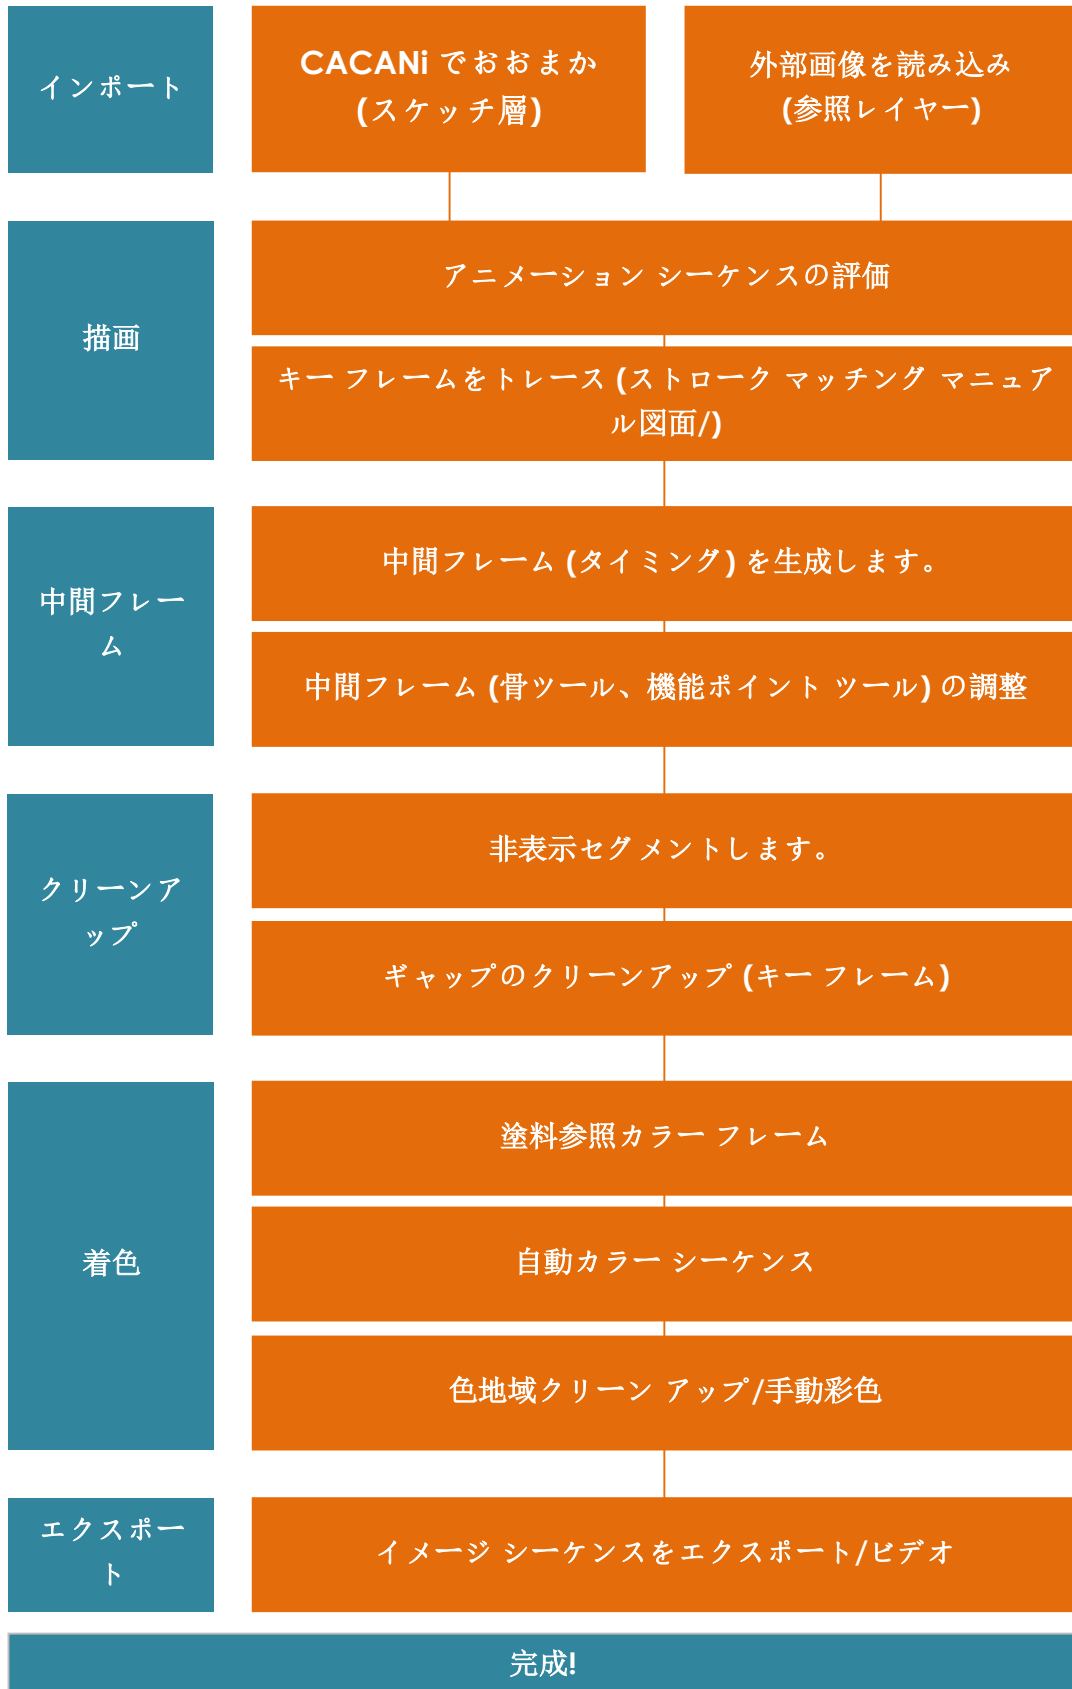 インポート
CACANi でおおまか
(スケッチ層)
外部画像を読み込み
(参照レイヤー)
描画
アニメーション シーケンスの評価
キー フレームをトレース (ストローク マッチング マニュア
ル図面/)
中間フレー
ム
中間フレーム (タイミング) を生成します。
中間フレーム (骨ツール、機能ポイント ツール) の調整
クリーンア
ップ
非表示セグメントします。
ギャップのクリーンアップ (キー フレーム)
着色
塗料参照カラー フレーム
自動カラー シーケンス
色地域クリーン アップ/手動彩色
エクスポー
ト
イメージ シーケンスをエクスポート/ビデオ
完成!